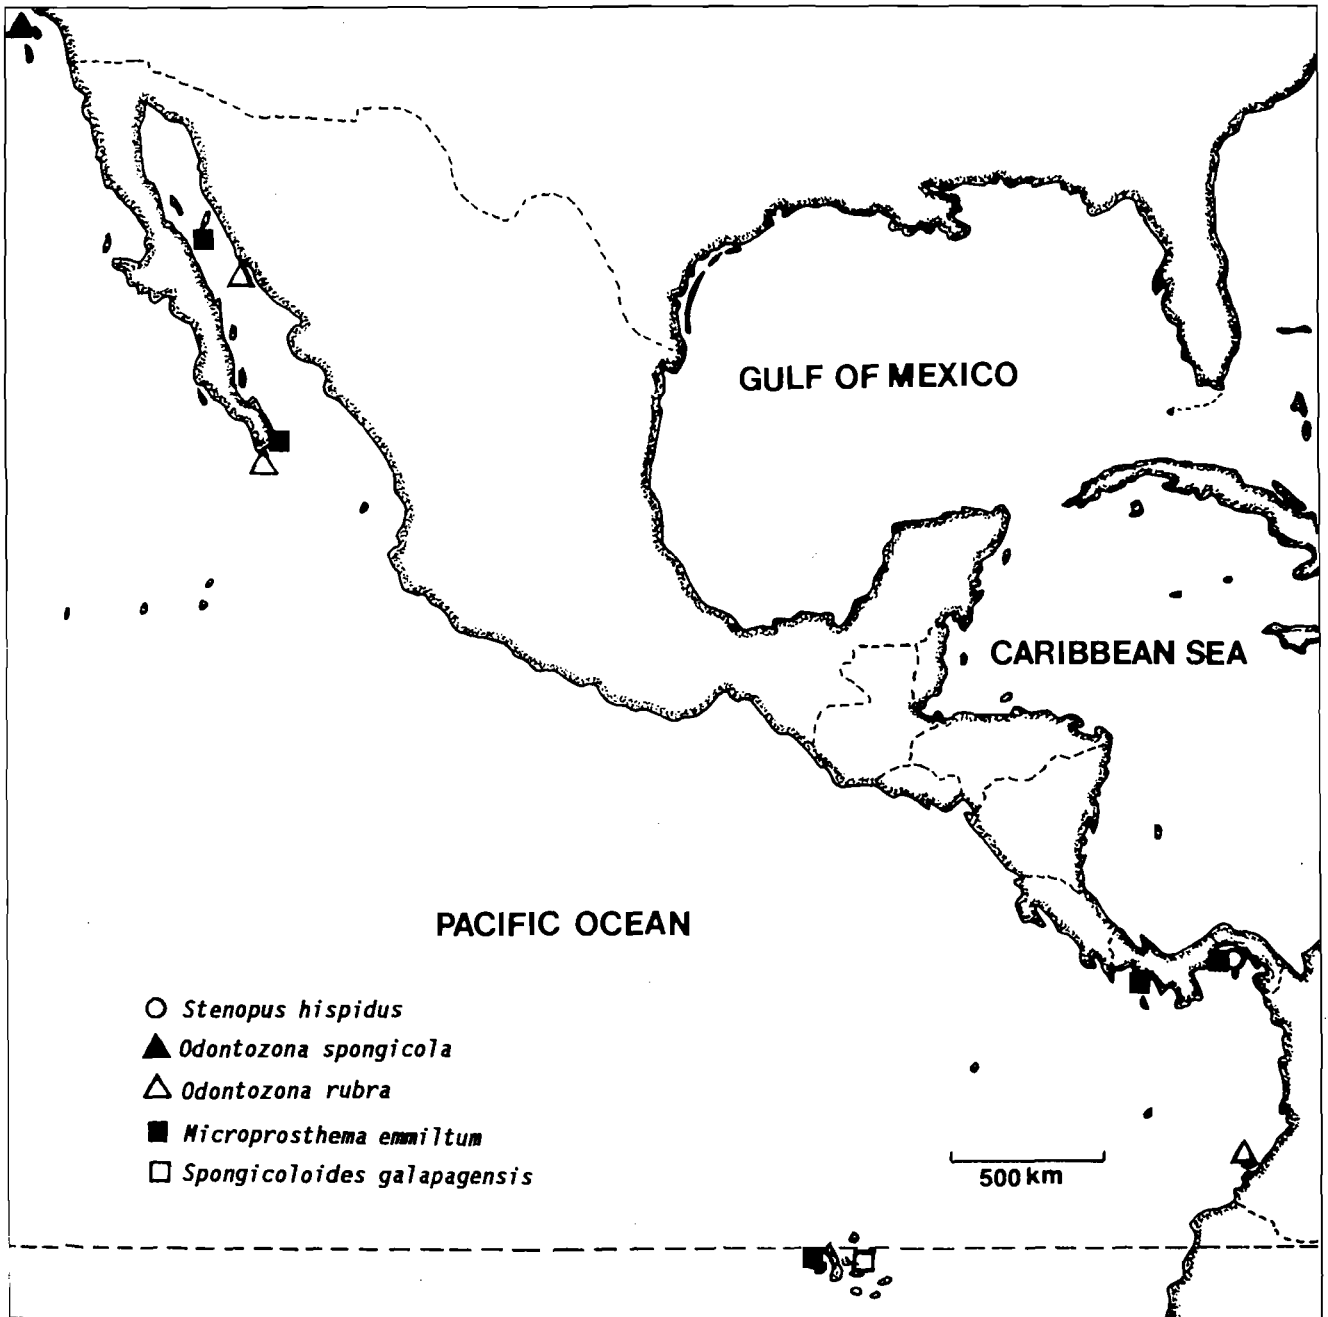 GULF OF MEXICO
CARIBBEAN SEA
PACIFIC OCEAN
Stenopus hispidus
Odontozona spongicola
Odontozona rubra
Microprosthema emmiltum
Spongicoloides galapagensis
500 km